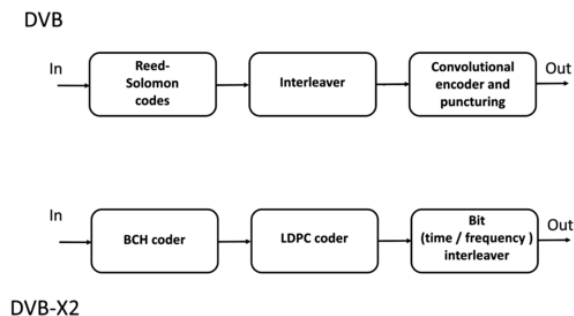 DVB
In
Reed-
Solomon
codes
Interleaver
Convolutional
encoder and
puncturing
Out
In
BCH coder
LDPC coder
Bit
(time / frequency )
interleaver
Out
DVB-X2